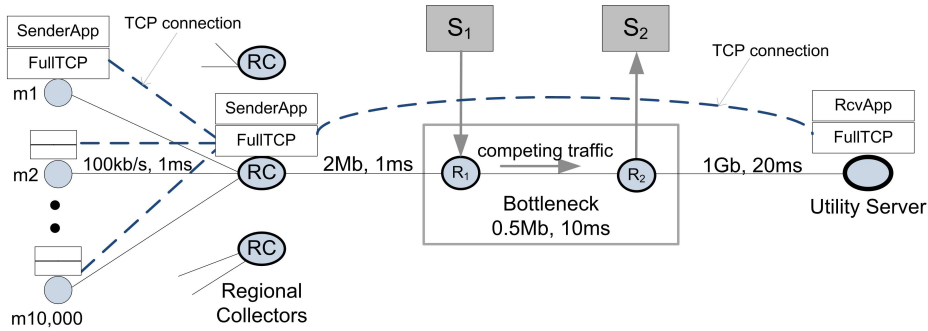 TCP connection
S1
S2
SenderApp
FullTCP
m1
RC
TCP connection
SenderApp
FullTCP
RcvApp
FullTCP
m2
100kb/s, 1ms
RC
2Mb, 1ms
R1
competing traffic
R2
1Gb, 20ms
Utility Server
Bottleneck
0.5Mb, 10ms
RC
Regional
Collectors
m10,000